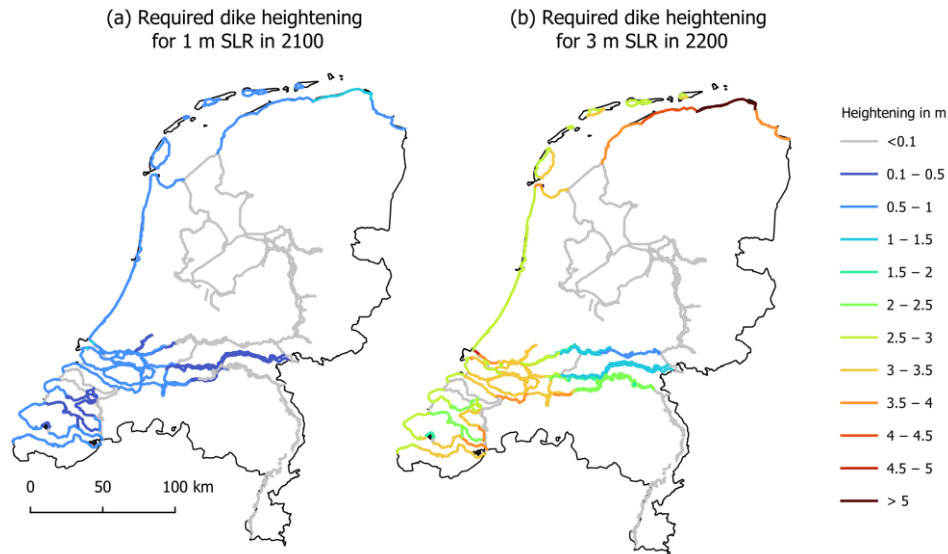 (a) Required dike heightening
for 1 m SLR in 2100
(b) Required dike heightening
for 3 m SLR in 2200
Heightening in m
<0.1
0.1 – 0.5
0.5 – 1
1 – 1.5
1.5 – 2
2 – 2.5
2.5 – 3
3 – 3.5
3.5 – 4
4 – 4.5
4.5 – 5
> 5
0 50 100 km